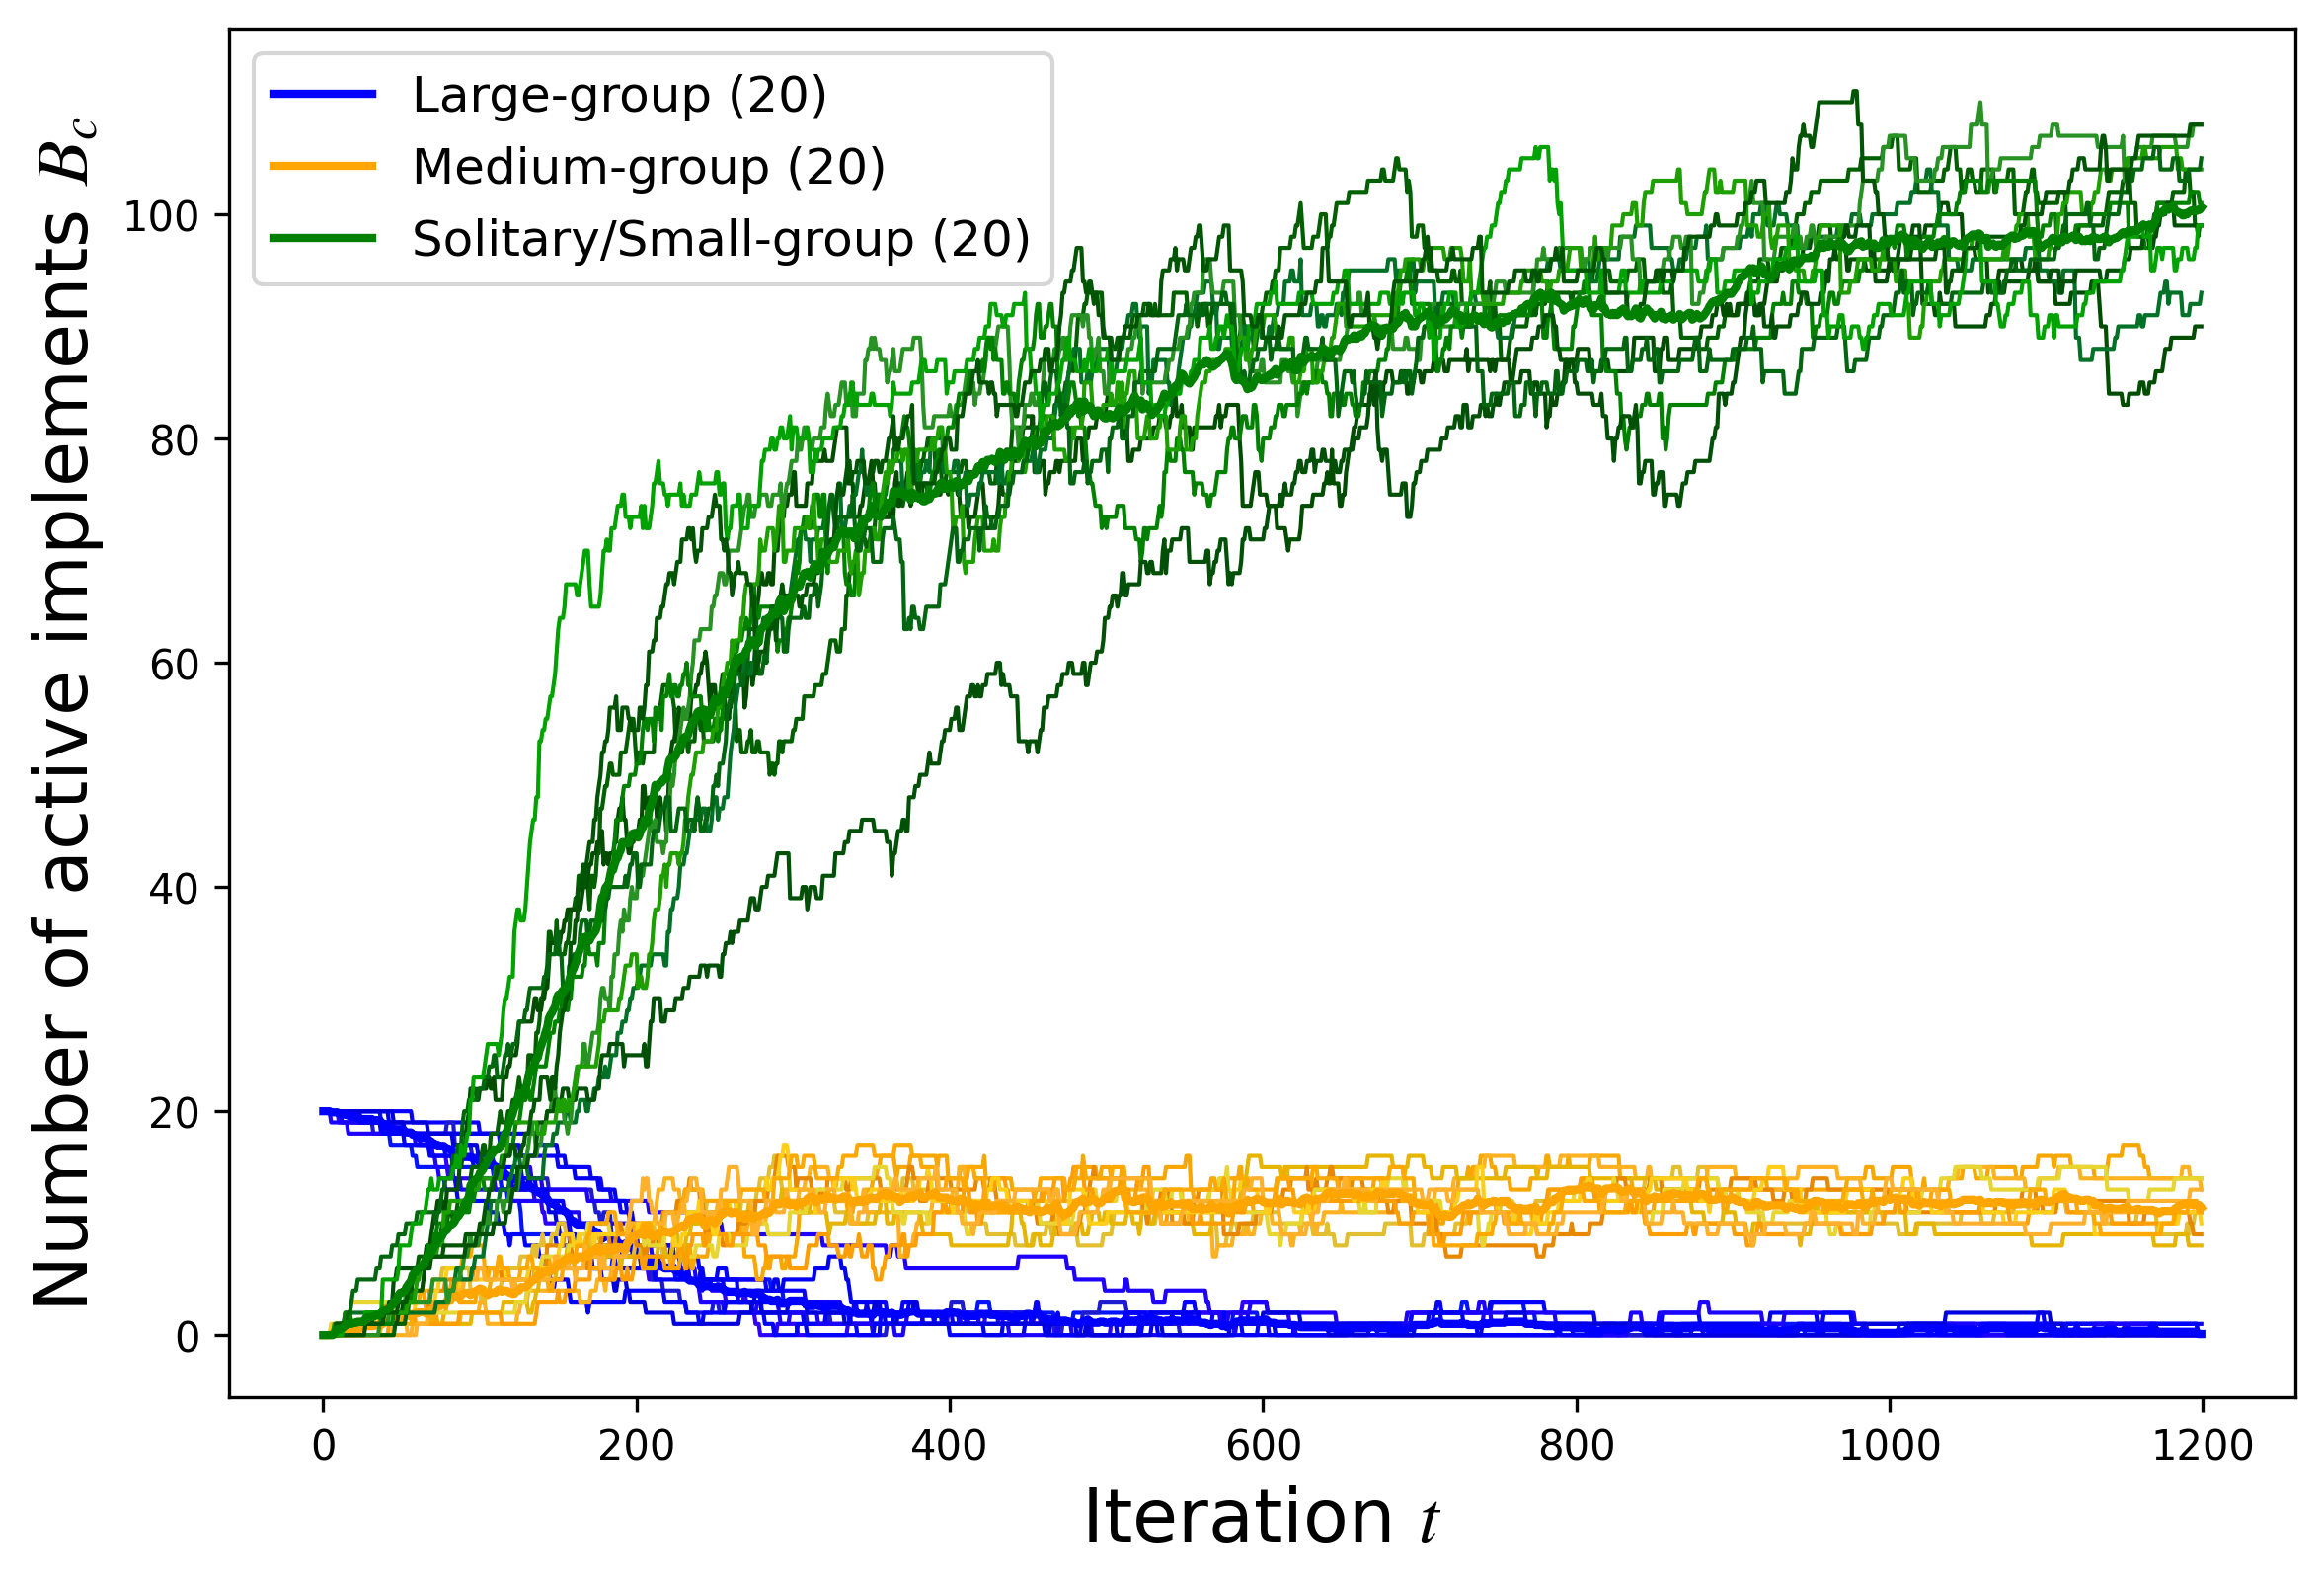 Large-group (20)
Medium-group (20)
Solitary/Small-group (20)
Number of active implements B_c
100
80
60
40
20
0
0 200 400 600 800 1000 1200
Iteration t